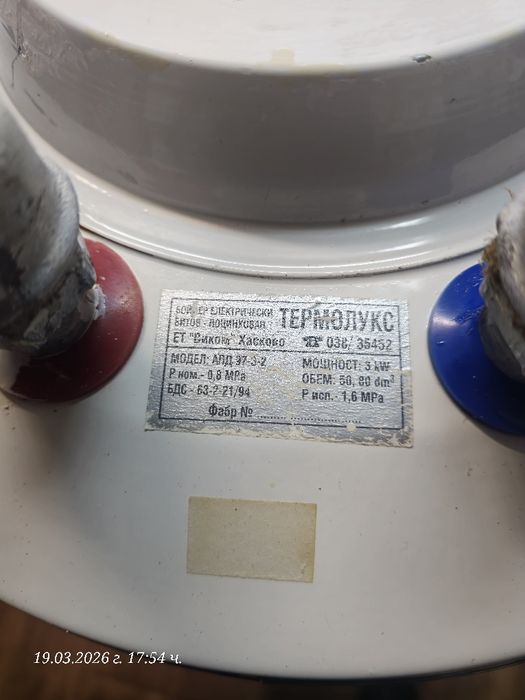 БОЙЛЕР ЕЛЕКТРИЧЕСКИ
БИТОВ - ПОЦИНКОВАН
ТЕРМОЛУКС
ЕТ "Виком" Хасково ☎ 038/ 35452
МОДЕЛ: АПД 97-3-2
МОЩНОСТ: 3 kW
P ном. - 0,8 MPa
ОБЕМ: 50, 80 dm³
БДС - 63-2-21/94
P исп. - 1,6 MPa
Фабр №
19.03.2026 г. 17:54 ч.